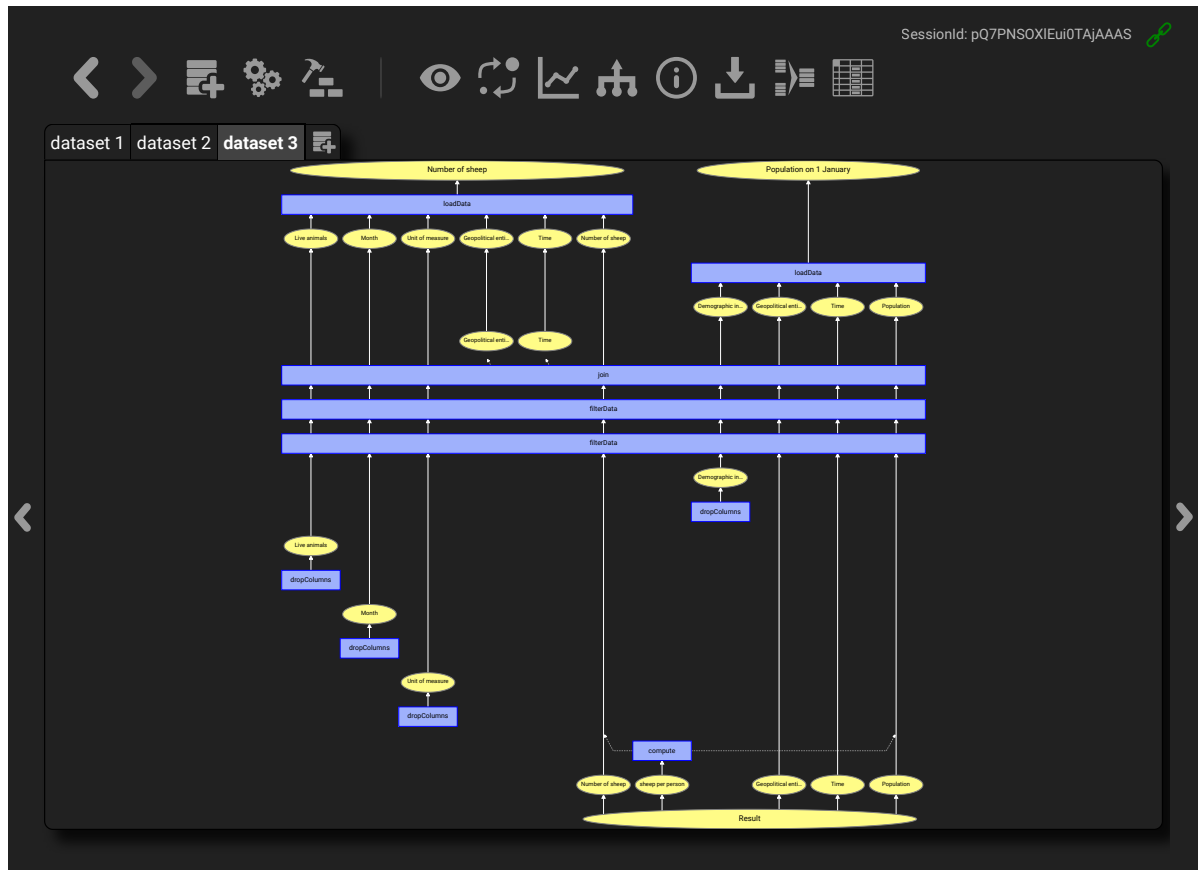 SessionId: pQ7PNSOXlEui0TAjAAAS
dataset 1 dataset 2 dataset 3
Number of sheep Population on 1 January
loadData
Live animals Month Unit of measure Geopolitical enti... Time Number of sheep
loadData
Demographic in... Geopolitical enti... Time Population
Geopolitical enti... Time
join
filterData
filterData
Demographic in...
dropColumns
Live animals
dropColumns
Month
dropColumns
Unit of measure
dropColumns
compute
Number of sheep sheep per person Geopolitical enti... Time Population
Result